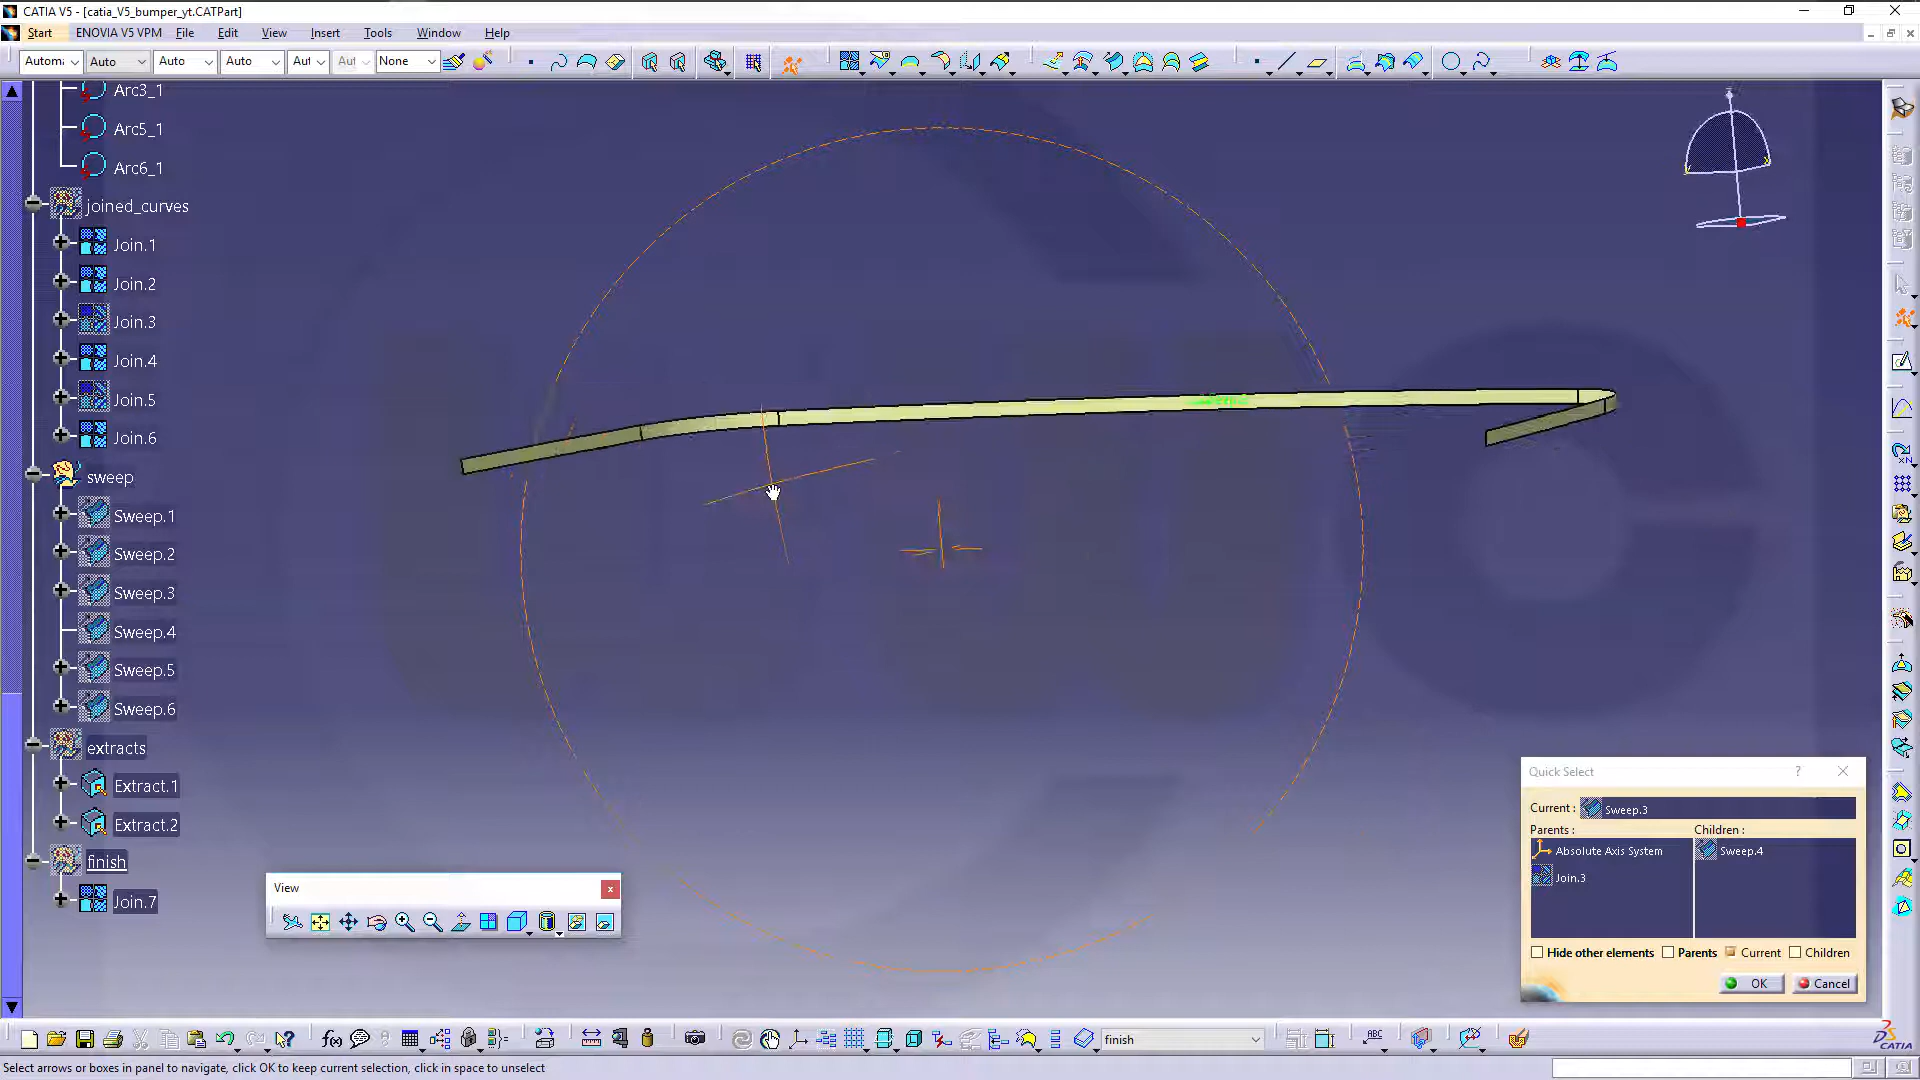 CATIA V5 - [catia_V5_bumper_yt.CATPart]
Start ENOVIA V5 VPM File Edit View Insert Tools Window Help
Automa Auto Auto Auto Aut Aut None
Arc3_1
Arc5_1
Arc6_1
joined_curves
Join.1
Join.2
Join.3
Join.4
Join.5
Join.6
sweep
Sweep.1
Sweep.2
Sweep.3
Sweep.4
Sweep.5
Sweep.6
extracts
Extract.1
Extract.2
finish
Join.7
View
Quick Select
Current : Sweep.3
Parents : Children :
Absolute Axis System Sweep.4
Join.3
Hide other elements Parents Current Children
OK Cancel
finish
CATIA
Select arrows or boxes in panel to navigate, click OK to keep current selection, click in space to unselect